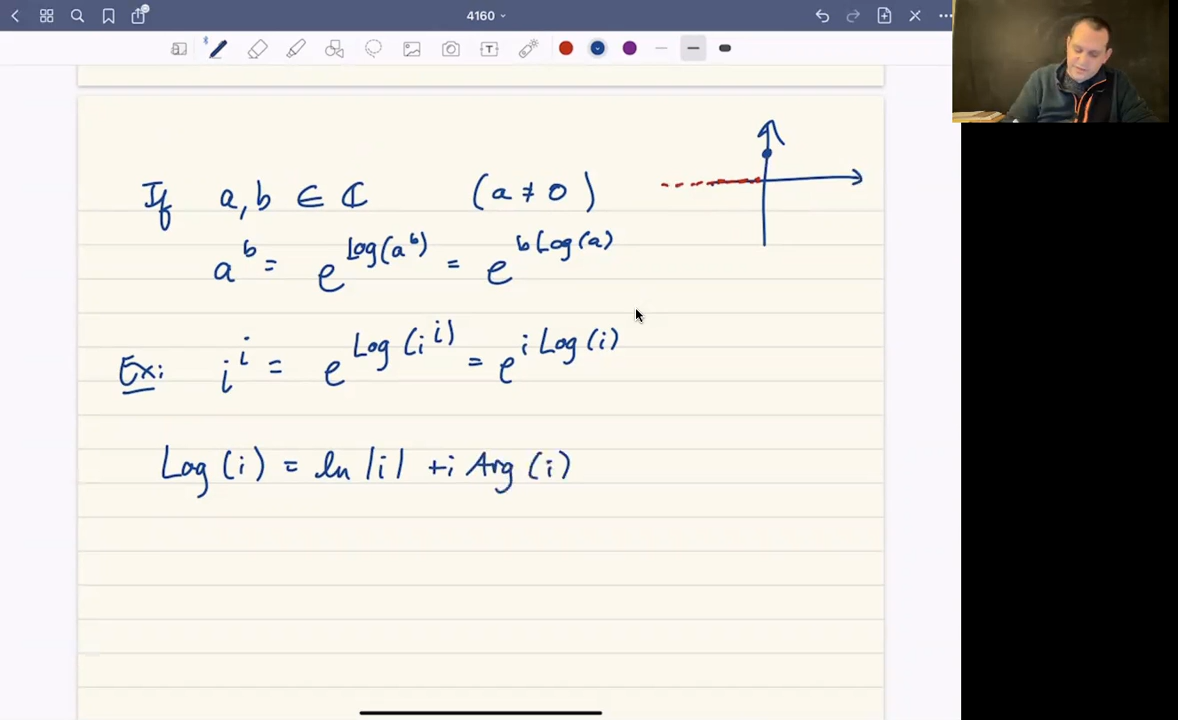 4160
If a,b ∈ ℂ (a ≠ 0)
a^b = e^{Log(a^b)} = e^{b Log(a)}
Ex: i^i = e^{Log(i^i)} = e^{i Log(i)}
Log(i) = ln|i| + i Arg(i)